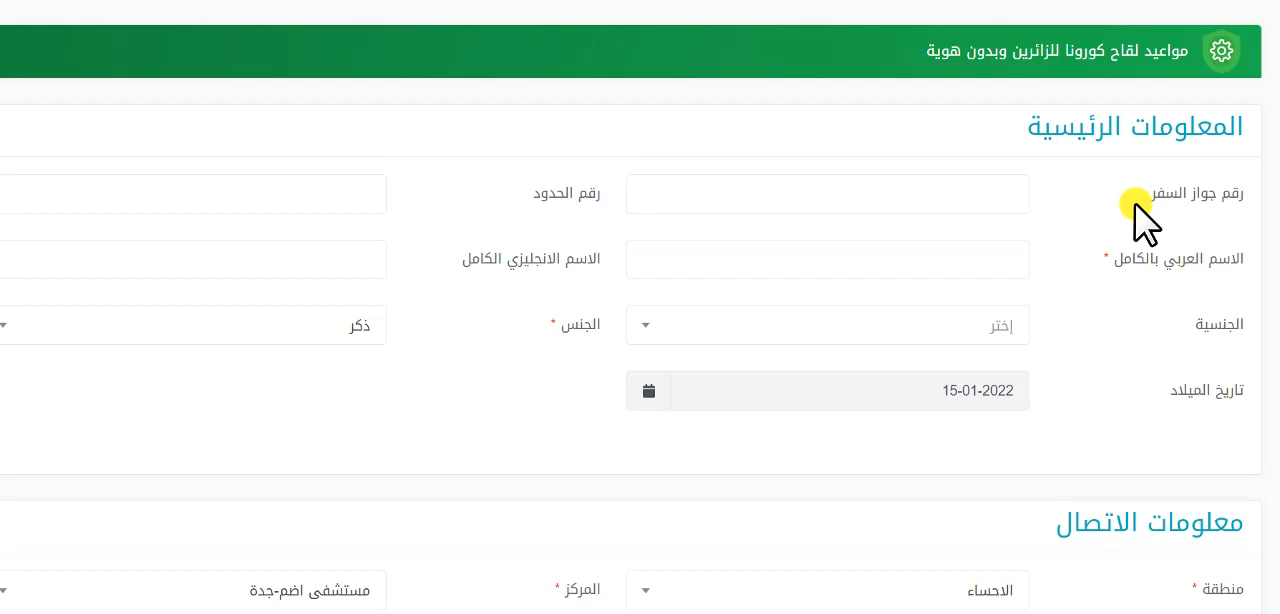 مواعيد لقاح كورونا للزائرين وبدون هوية
المعلومات الرئيسية
رقم جواز السفر رقم الحدود
الاسم العربي بالكامل * الاسم الانجليزي الكامل
الجنسية إختر الجنس * ذكر
تاريخ الميلاد 15-01-2022
معلومات الاتصال
منطقة * الاحساء المركز * مستشفى اضم-جدة